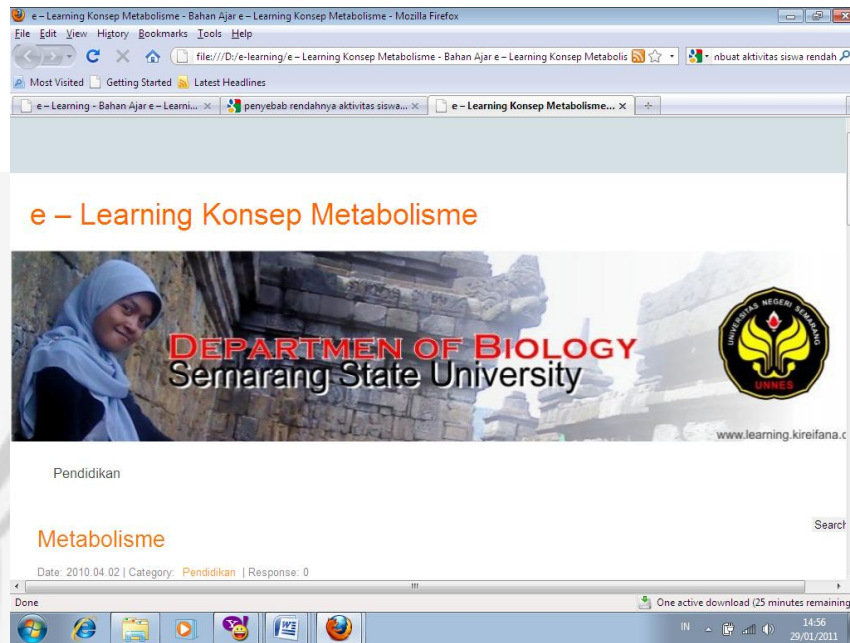 e – Learning Konsep Metabolisme - Bahan Ajar e – Learning Konsep Metabolisme - Mozilla Firefox
File Edit View History Bookmarks Tools Help
file:///D:/e-learning/e – Learning Konsep Metabolisme - Bahan Ajar e – Learning Konsep Metabolis nbuat aktivitas siswa rendah
Most Visited Getting Started Latest Headlines
e – Learning - Bahan Ajar e – Learni... penyebab rendahnya aktivitas siswa... e – Learning Konsep Metabolisme...
e – Learning Konsep Metabolisme
UNIVERSITAS NEGERI SEMARANG
DEPARTMEN OF BIOLOGY
Semarang State University
UNNES
www.learning.kireifana.c
Pendidikan
Search
Metabolisme
Date: 2010.04.02 | Category: Pendidikan | Response: 0
Done One active download (25 minutes remaining
IN 14:56
29/01/2011